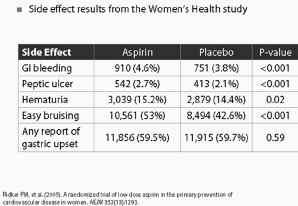 Side effect results from the Women's Health study
Side Effect Aspirin Placebo P-value
GI bleeding 910 (4.6%) 751 (3.8%) <0.001
Peptic ulcer 542 (2.7%) 413 (2.1%) <0.001
Hematuria 3,039 (15.2%) 2,879 (14.4%) 0.02
Easy bruising 10,561 (53%) 8,494 (42.6%) <0.001
Any report of
gastric upset 11,856 (59.5%) 11,915 (59.7%) 0.59
Ridker PM, et al. (2005). A randomized trial of low dose aspirin in the primary prevention of
cardiovascular disease in women. NEJM 352(13):1293.